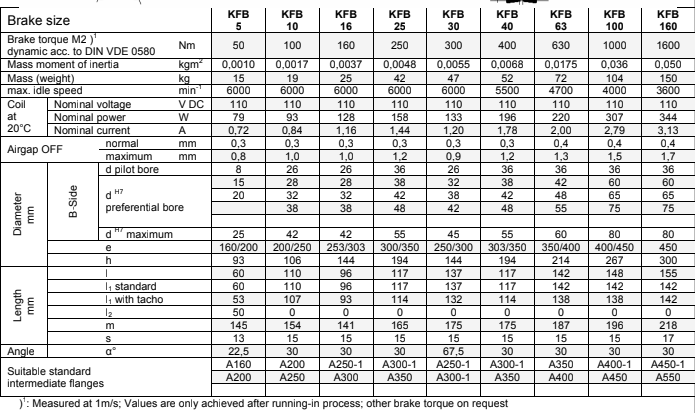 Brake size KFB 5 KFB 10 KFB 16 KFB 25 KFB 30 KFB 40 KFB 63 KFB 100 KFB 160
Brake torque M2 )¹ dynamic acc. to DIN VDE 0580 Nm 50 100 160 250 300 400 630 1000 1600
Mass moment of inertia kgm² 0,0010 0,0017 0,0037 0,0048 0,0055 0,0068 0,0175 0,036 0,050
Mass (weight) kg 15 19 25 42 47 52 72 104 150
max. idle speed min⁻¹ 6000 6000 6000 6000 6000 5500 4700 4000 3600
Coil at 20°C Nominal voltage V DC 110 110 110 110 110 110 110 110 110
Nominal power W 79 93 128 158 133 196 220 307 344
Nominal current A 0,72 0,84 1,16 1,44 1,20 1,78 2,00 2,79 3,13
Airgap OFF normal mm 0,3 0,3 0,3 0,3 0,3 0,3 0,4 0,4 0,4
maximum mm 0,8 1,0 1,0 1,2 0,9 1,2 1,3 1,5 1,7
Diameter mm B-Side d pilot bore 8 26 26 36 26 36 36 36 36
d H7 preferential bore 15 28 28 38 32 38 42 60 60
20 32 32 42 38 42 48 65 65
38 38 48 42 48 55 75 75
d H7 maximum 25 42 42 55 45 55 60 80 80
e 160/200 200/250 253/303 300/350 250/300 303/350 350/400 400/450 450
h 93 106 144 194 144 194 214 267 300
Length mm l 60 110 96 117 137 117 142 148 155
l₁ standard 60 110 96 117 137 117 142 142 142
l₁ with tacho 53 107 93 114 132 114 138 138 142
l₂ 50 0 0 0 0 0 0 0 0
m 145 154 141 165 175 175 187 196 218
s 13 15 15 15 15 15 15 15 17
Angle α° 22,5 30 30 30 67,5 30 30 30 30
Suitable standard intermediate flanges A160 A200 A250-1 A300-1 A250-1 A300-1 A350 A400-1 A450-1
A200 A250 A300 A350 A300-1 A350 A400 A450 A550
)¹: Measured at 1m/s; Values are only achieved after running-in process; other brake torque on request